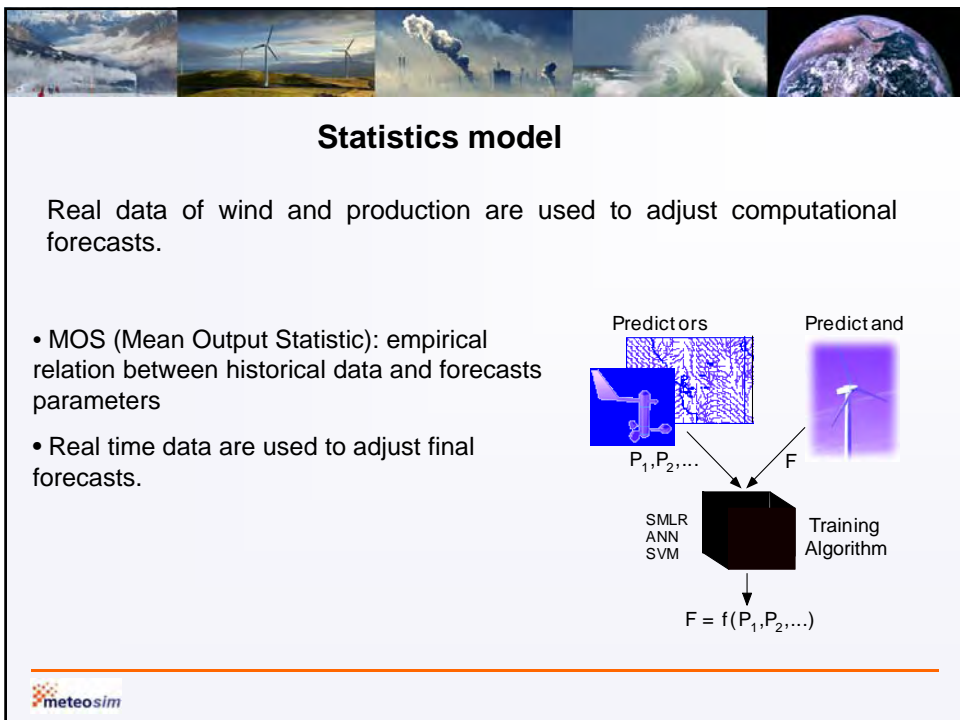 Statistics model
Real data of wind and production are used to adjust computational
forecasts.
• MOS (Mean Output Statistic): empirical
relation between historical data and forecasts
parameters
• Real time data are used to adjust final
forecasts.
Predictors
Predictand
P1,P2,...
F
SMLR
ANN
SVM
Training
Algorithm
F = f(P1,P2,...)
meteosim